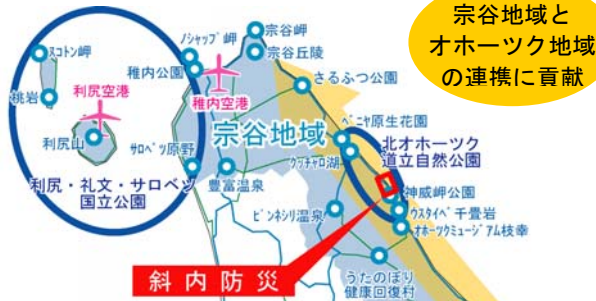 宗谷地域と
オホーツク地域
の連携に貢献
スコトン岬
ノシャップ岬
宗谷岬
宗谷丘陵
稚内公園
稚内空港
さるふつ公園
桃岩
利尻空港
宗谷地域
ベニヤ原生花園
利尻山
サロベツ原野
クッチャロ湖
北オホーツク
道立自然公園
利尻・礼文・サロベツ
国立公園
豊富温泉
神威岬公園
ウスタイベ千畳岩
ピンネシリ温泉
オホーツクミュージアム枝幸
斜内防災
うたのぼり
健康回復村